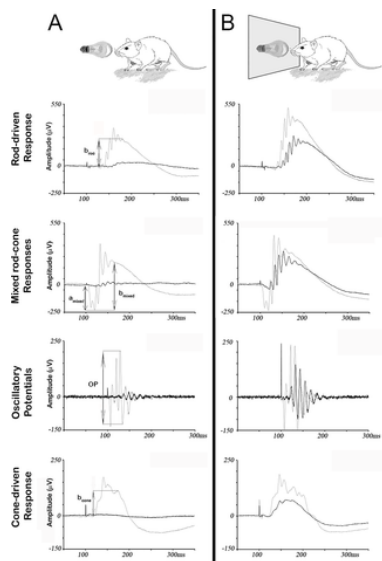 A
B
Rod-driven
Response
Amplitude (µV)
550
0
-250
b_rod
100
200
300ms
550
0
-250
100
200
300ms
Mixed rod-cone
Responses
Amplitude (µV)
550
0
-250
a_mixed
b_mixed
100
200
300ms
550
0
-250
100
200
300ms
Oscillatory
Potentials
Amplitude (µV)
150
0
-150
OP
100
200
300ms
150
0
-150
100
200
300ms
Cone-driven
Response
Amplitude (µV)
250
0
-150
b_cone
100
200
300ms
250
0
-150
100
200
300ms